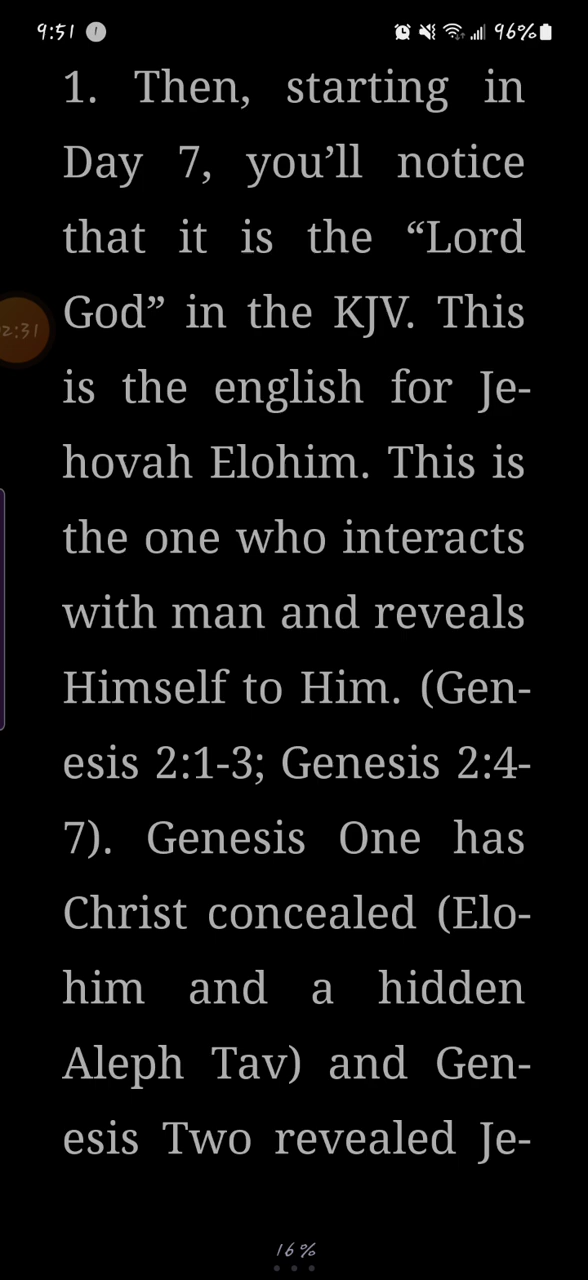 9:51 1 96%
1. Then, starting in
Day 7, you’ll notice
that it is the “Lord
God” in the KJV. This
is the english for Je-
hovah Elohim. This is
the one who interacts
with man and reveals
Himself to Him. (Gen-
esis 2:1-3; Genesis 2:4-
7). Genesis One has
Christ concealed (Elo-
him and a hidden
Aleph Tav) and Gen-
esis Two revealed Je-
2:31
16%